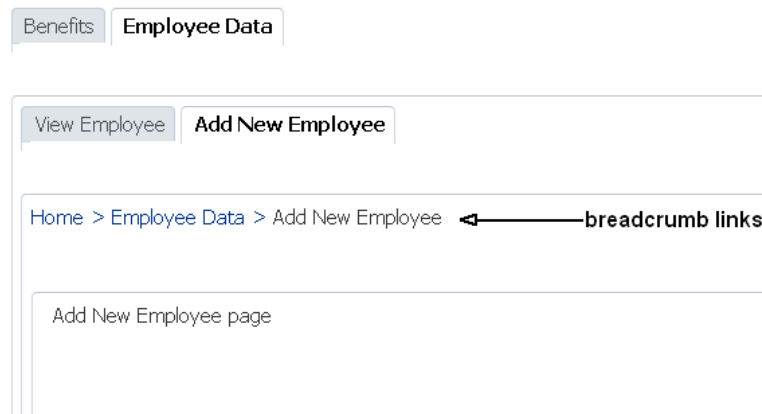 Benefits Employee Data
View Employee Add New Employee
Home > Employee Data > Add New Employee breadcrumb links
Add New Employee page